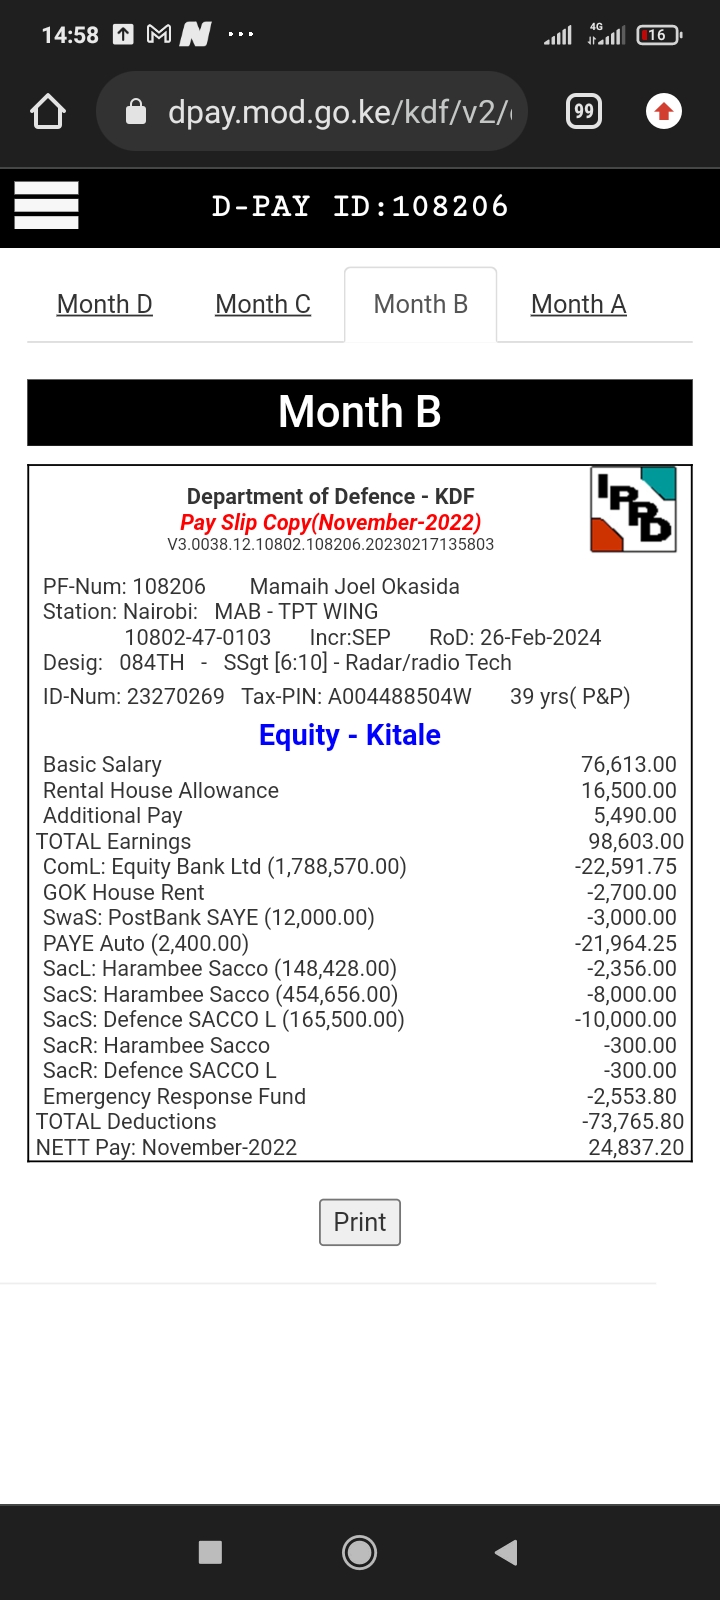 14:58
4G
16
dpay.mod.go.ke/kdf/v2/
99
D-PAY ID:108206
Month D Month C Month B Month A
Month B
IPPD
Department of Defence - KDF
Pay Slip Copy(November-2022)
V3.0038.12.10802.108206.20230217135803
PF-Num: 108206 Mamaih Joel Okasida
Station: Nairobi: MAB - TPT WING
10802-47-0103 Incr:SEP RoD: 26-Feb-2024
Desig: 084TH - SSgt [6:10] - Radar/radio Tech
ID-Num: 23270269 Tax-PIN: A004488504W 39 yrs( P&P)
Equity - Kitale
Basic Salary 76,613.00
Rental House Allowance 16,500.00
Additional Pay 5,490.00
TOTAL Earnings 98,603.00
ComL: Equity Bank Ltd (1,788,570.00) -22,591.75
GOK House Rent -2,700.00
SwaS: PostBank SAYE (12,000.00) -3,000.00
PAYE Auto (2,400.00) -21,964.25
SacL: Harambee Sacco (148,428.00) -2,356.00
SacS: Harambee Sacco (454,656.00) -8,000.00
SacS: Defence SACCO L (165,500.00) -10,000.00
SacR: Harambee Sacco -300.00
SacR: Defence SACCO L -300.00
Emergency Response Fund -2,553.80
TOTAL Deductions -73,765.80
NETT Pay: November-2022 24,837.20
Print